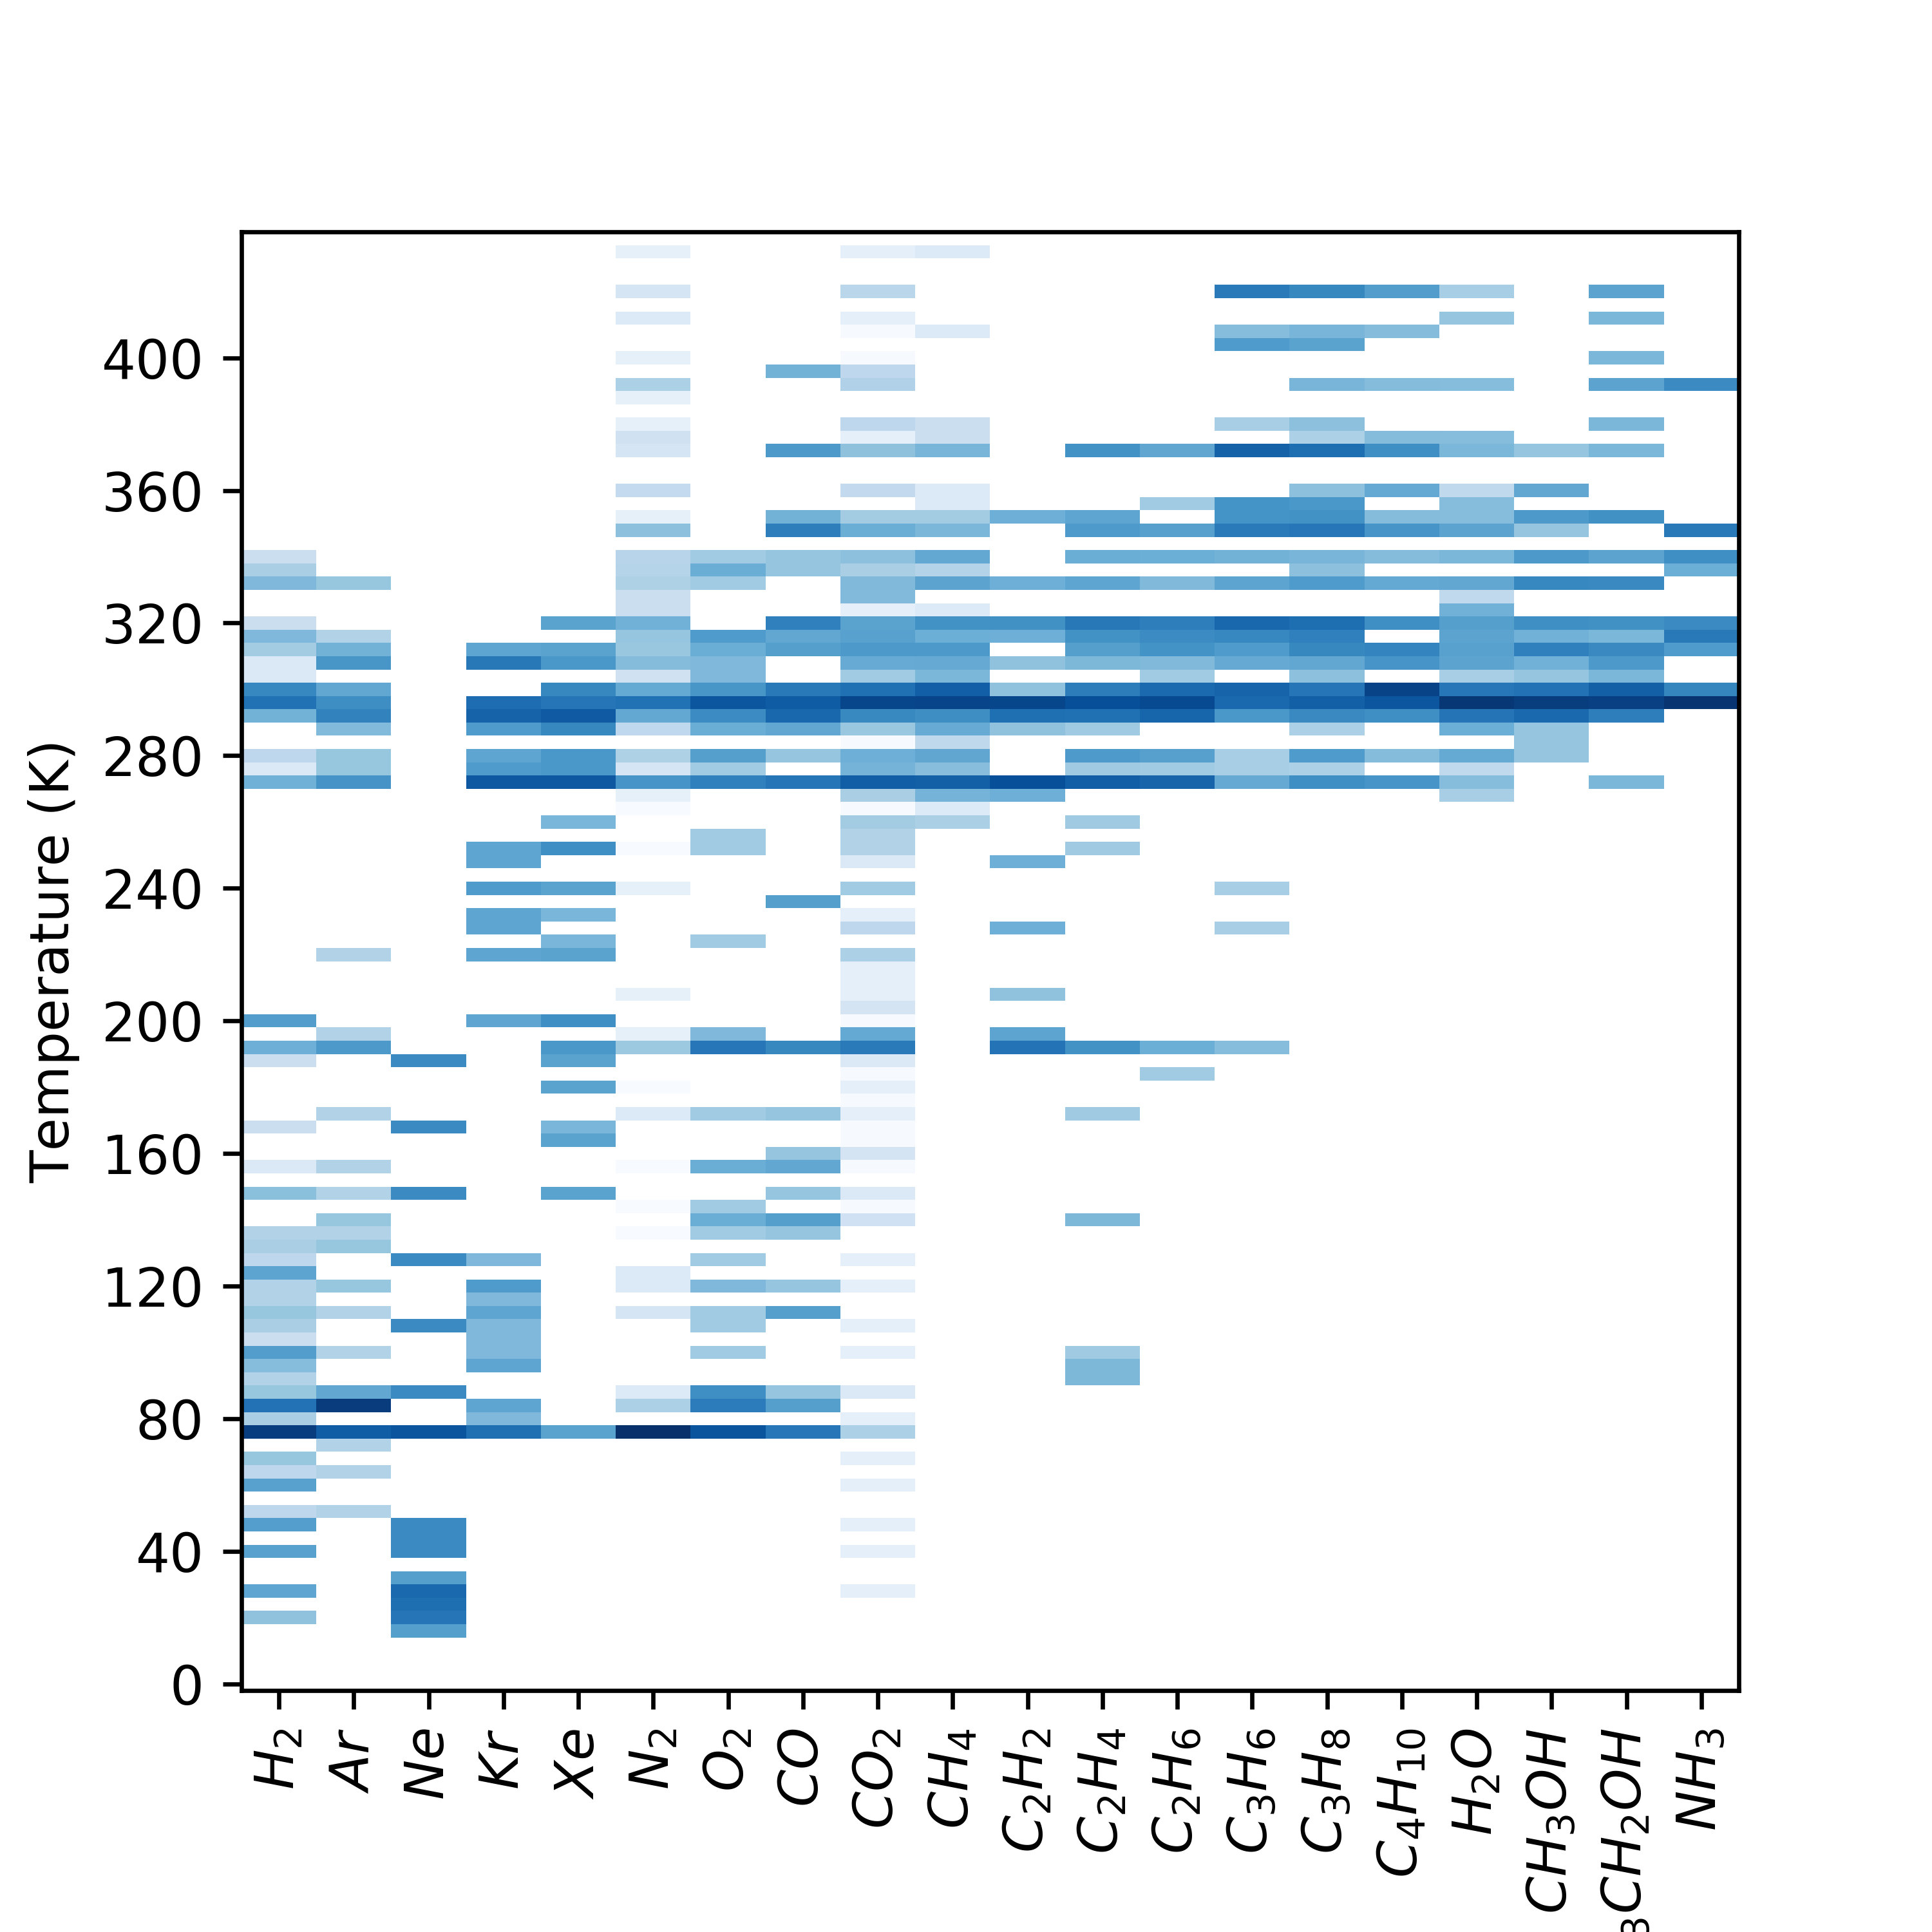 Temperature (K)
400
360
320
280
240
200
160
120
80
40
0
H₂
Ar
Ne
Kr
Xe
N₂
O₂
CO
CO₂
CH₄
C₂H₂
C₂H₄
C₂H₆
C₃H₆
C₃H₈
C₄H₁₀
H₂O
CH₃OH
₃CH₂OH
NH₃